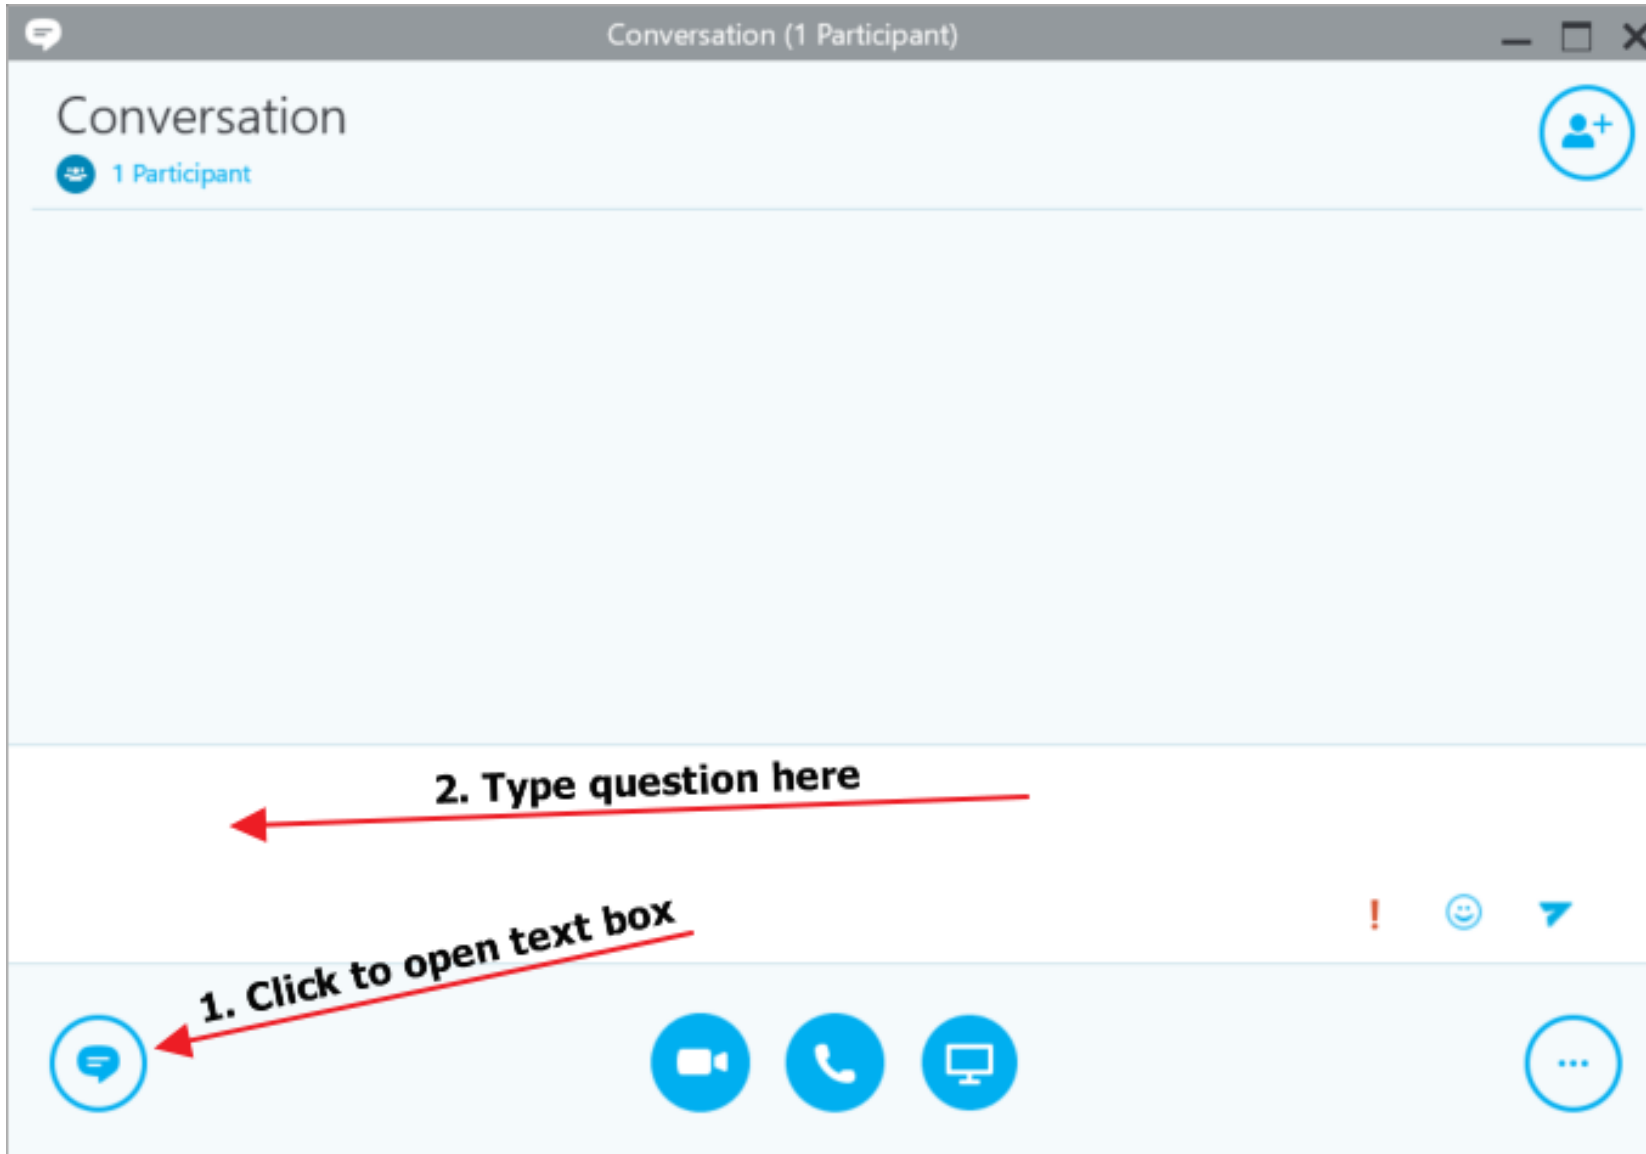 Conversation (1 Participant)
Conversation
1 Participant
2. Type question here
1. Click to open text box